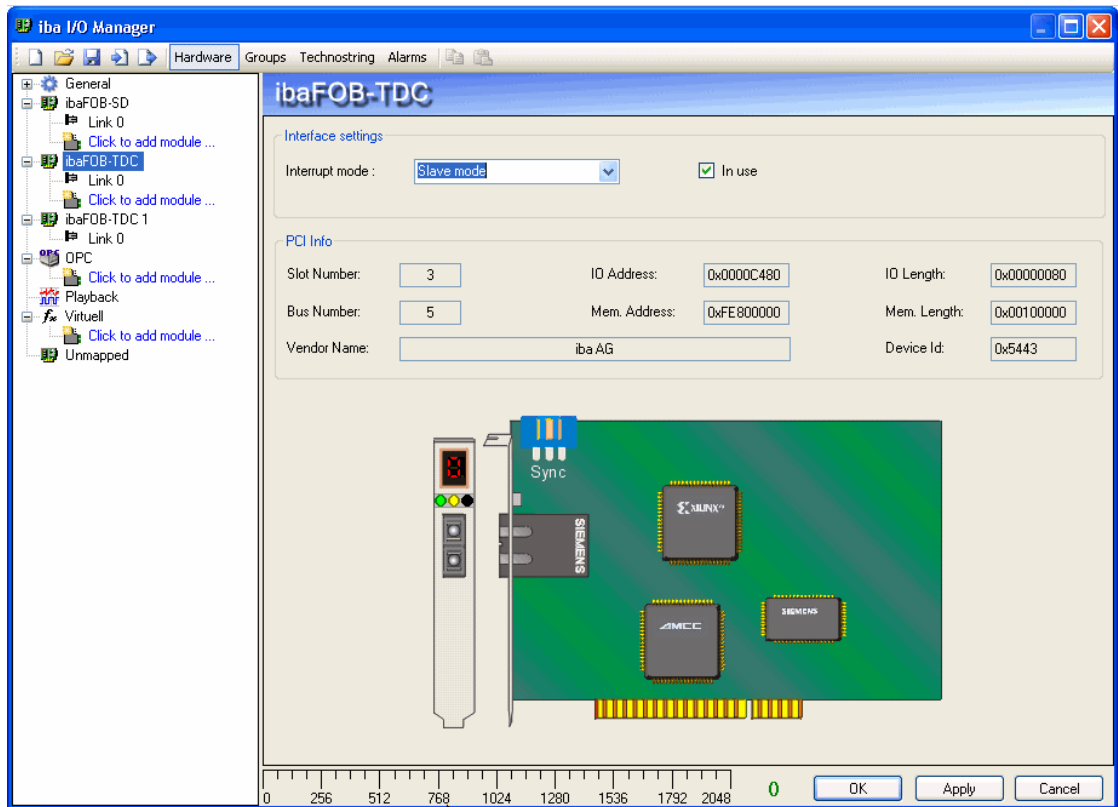 iba I/O Manager
Hardware Groups Technostring Alarms
General
ibaFOB-SD
Link 0
Click to add module ...
ibaFOB-TDC
Link 0
Click to add module ...
ibaFOB-TDC 1
Link 0
OPC
Click to add module ...
Playback
Virtuell
Click to add module ...
Unmapped
ibaFOB-TDC
Interface settings
Interrupt mode : Slave mode In use
PCI Info
Slot Number: 3 IO Address: 0x0000C480 IO Length: 0x00000080
Bus Number: 5 Mem. Address: 0xFE800000 Mem. Length: 0x00100000
Vendor Name: iba AG Device Id: 0x5443
Sync
8
XILINX
SIEMENS
AMCC
SIEMENS
0 256 512 768 1024 1280 1536 1792 2048 0 OK Apply Cancel